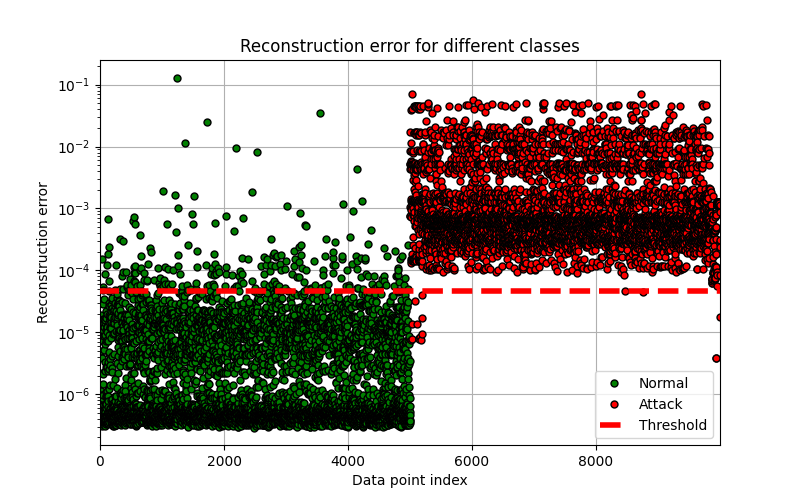 Reconstruction error for different classes
Reconstruction error
10⁻¹
10⁻²
10⁻³
10⁻⁴
10⁻⁵
10⁻⁶
Normal
Attack
Threshold
0 2000 4000 6000 8000
Data point index